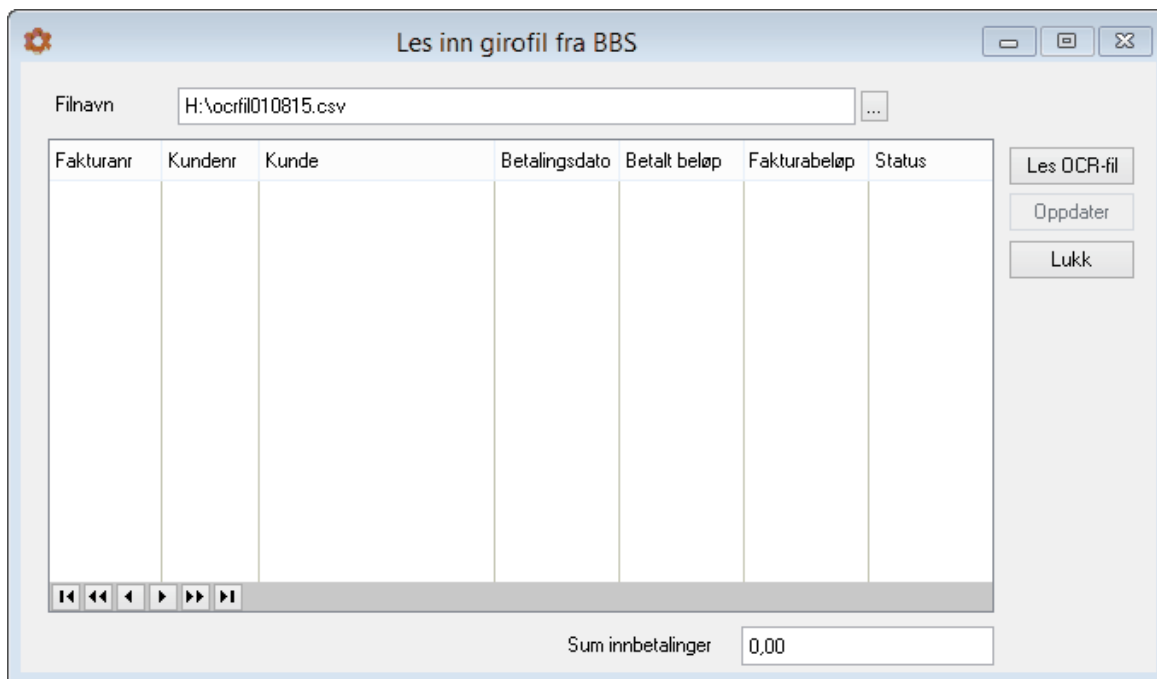 Les inn girofil fra BBS
Filnavn H:\ocrfil010815.csv ...
Fakturanr Kundenr Kunde Betalingsdato Betalt beløp Fakturabeløp Status
Les OCR-fil
Oppdater
Lukk
Sum innbetalinger 0,00